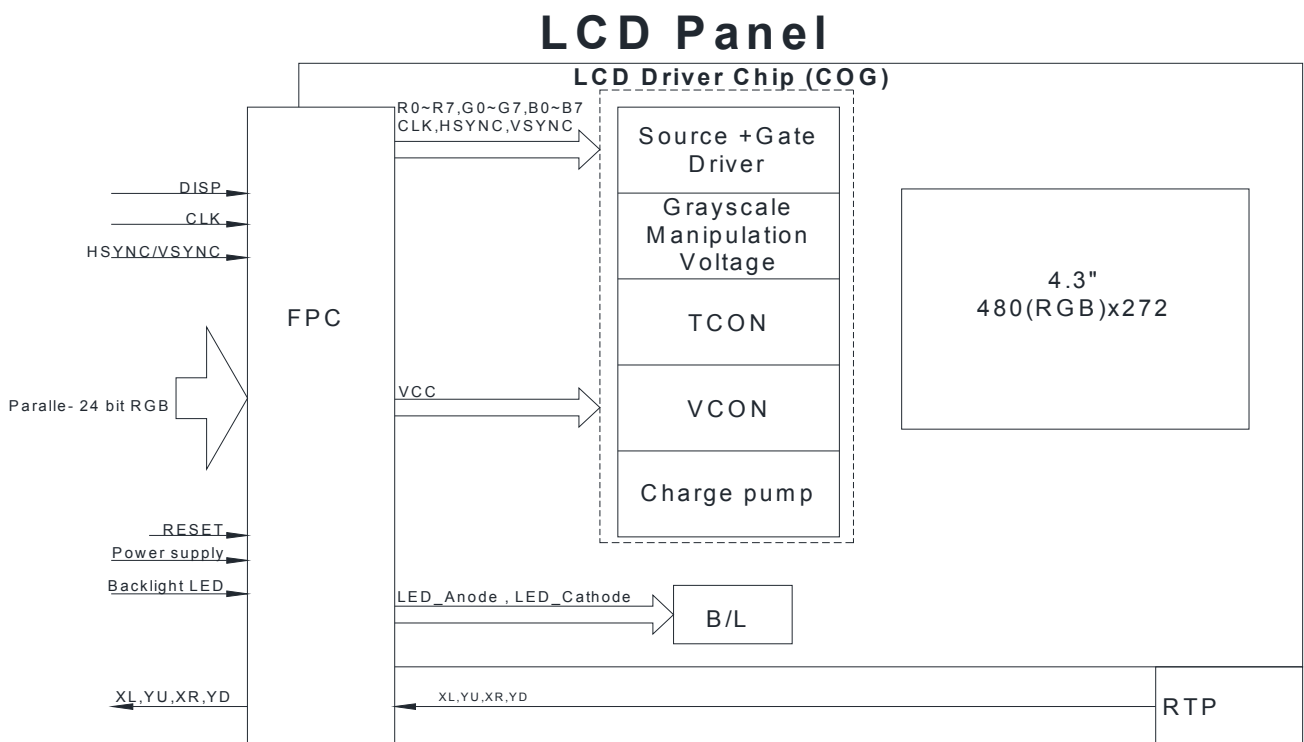 LCD Panel
LCD Driver Chip (COG)
R0~R7,G0~G7,B0~B7
CLK,HSYNC,VSYNC
Source +Gate
Driver
DISP
CLK
HSYNC/VSYNC
Grayscale
Manipulation
Voltage
4.3"
480(RGB)x272
FPC
TCON
Paralle- 24 bit RGB
VCC
VCON
Charge pump
RESET
Power supply
Backlight LED
LED_Anode , LED_Cathode
B/L
XL,YU,XR,YD
XL,YU,XR,YD
RTP